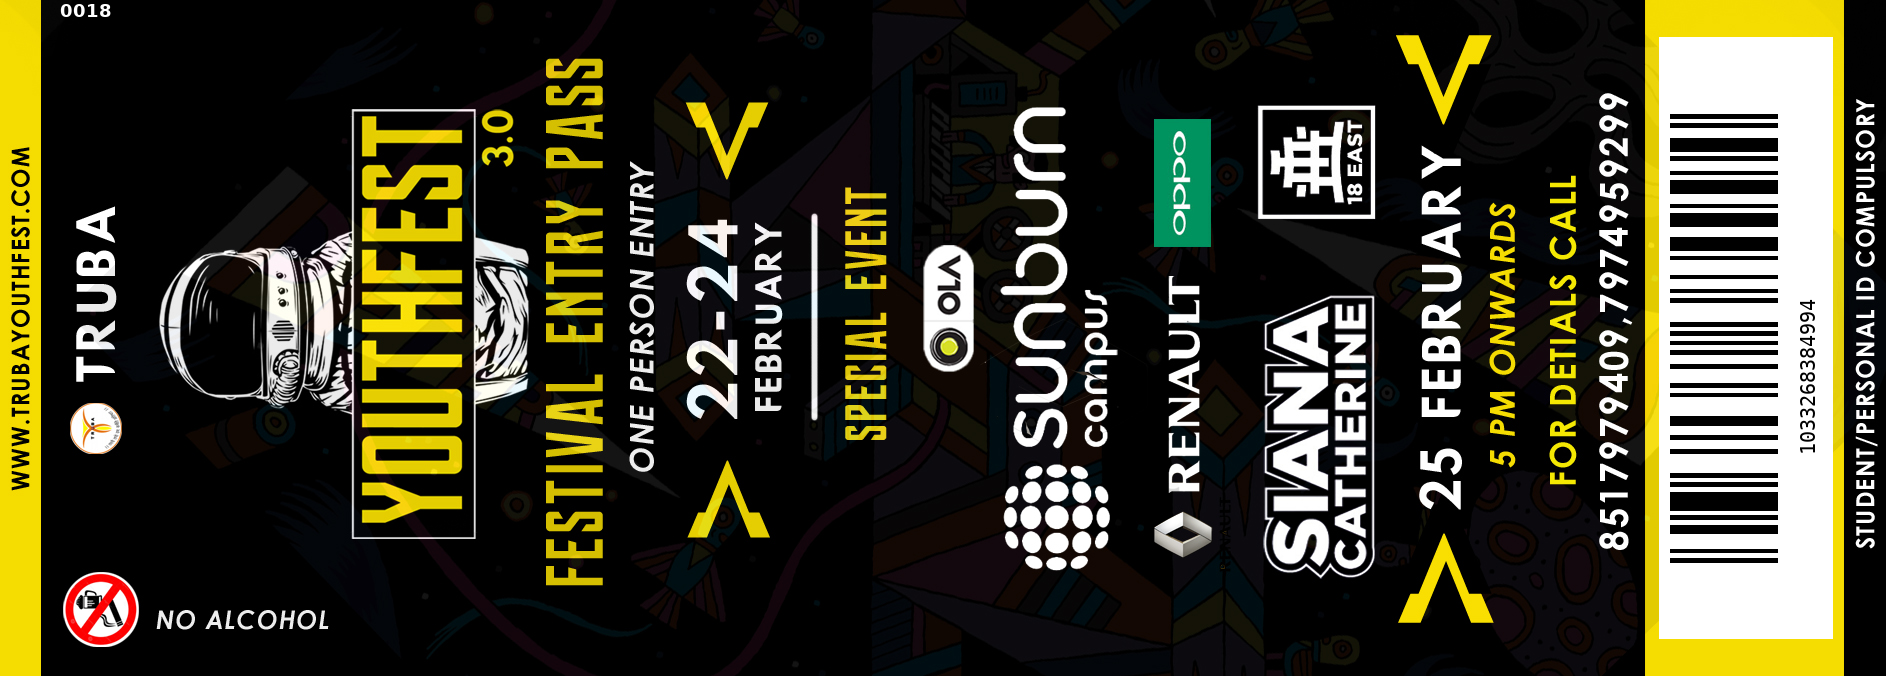 0018
WWW.TRUBAYOUTHFEST.COM
TRUBA
NO ALCOHOL
YOUTHFEST
3.0
FESTIVAL ENTRY PASS
ONE PERSON ENTRY
22-24
FEBRUARY
SPECIAL EVENT
OLA
sunburn
campus
RENAULT
oppo
SIANA
CATHERINE
18 EAST
25 FEBRUARY
5 PM ONWARDS
FOR DETIALS CALL
8517979409,7974959299
1033268384994
STUDENT/PERSONAL ID COMPULSORY